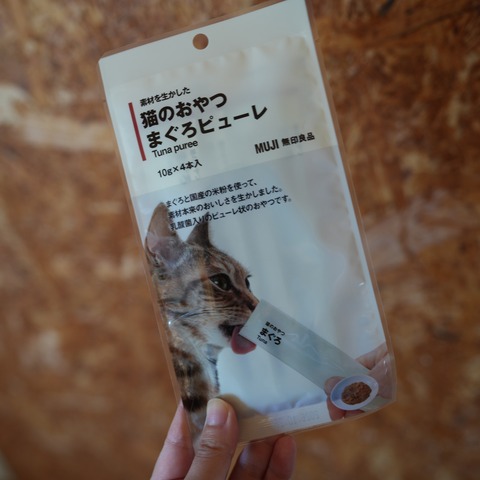 素材を生かした
猫のおやつ
まぐろピューレ
Tuna puree
10g×4本入
MUJI 無印良品
まぐろと国産の米粉を使って、
素材本来のおいしさを生かしました。
乳酸菌入りのピューレ状のおやつです。
猫のおやつ
まぐろ
Tuna